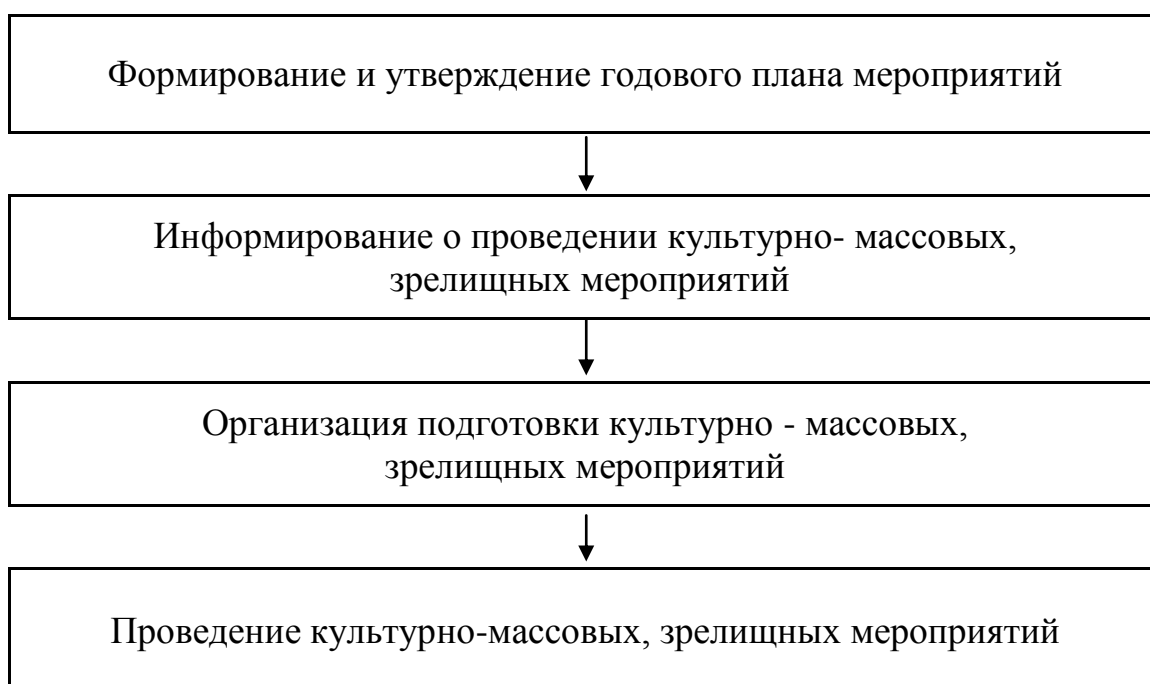 Формирование и утверждение годового плана мероприятий
Информирование о проведении культурно- массовых,
зрелищных мероприятий
Организация подготовки культурно - массовых,
зрелищных мероприятий
Проведение культурно-массовых, зрелищных мероприятий